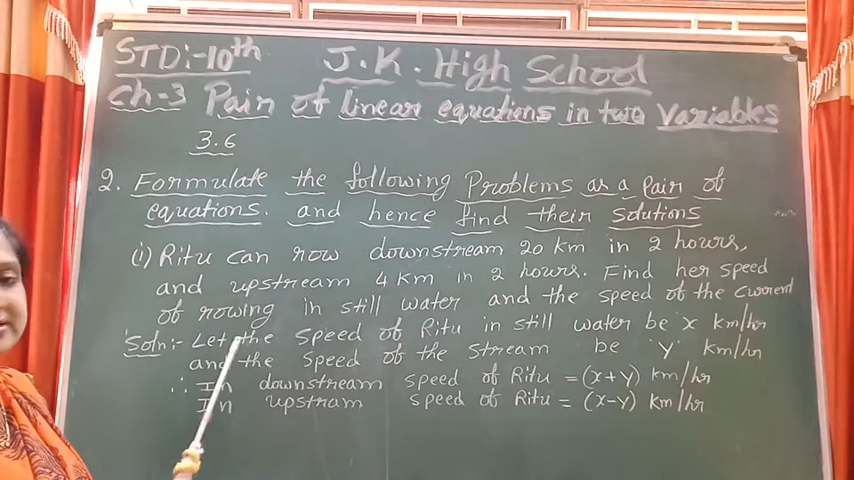 STD:-10th J.K. High School
Ch-3 Pair of linear equations in two Variables
3.6
2. Formulate the following Problems as a Pair of
equations. and hence find their solutions
(i) Ritu can row downstream 20 km in 2 hours,
and upstream 4 km in 2 hours. Find her speed
of rowing in still water and the speed of the current
Soln:- Let the speed of Ritu in still water be x km/hr
and the speed of the stream be 'y' km/hr
∴ In downstream speed of Ritu = (x+y) km/hr
In upstram speed of Ritu = (x-y) km/hr